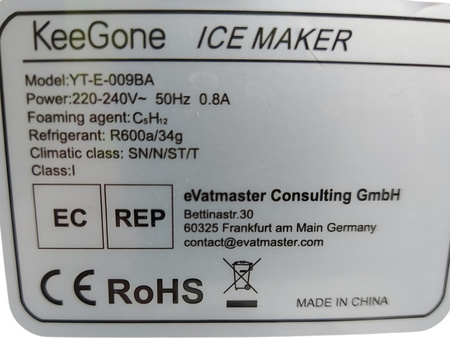 KeeGone ICE MAKER
Model:YT-E-009BA
Power:220-240V~ 50Hz 0.8A
Foaming agent:C₅H₁₂
Refrigerant: R600a/34g
Climatic class: SN/N/ST/T
Class:I
EC REP
eVatmaster Consulting GmbH
Bettinastr.30
60325 Frankfurt am Main Germany
contact@evatmaster.com
CE RoHS
MADE IN CHINA